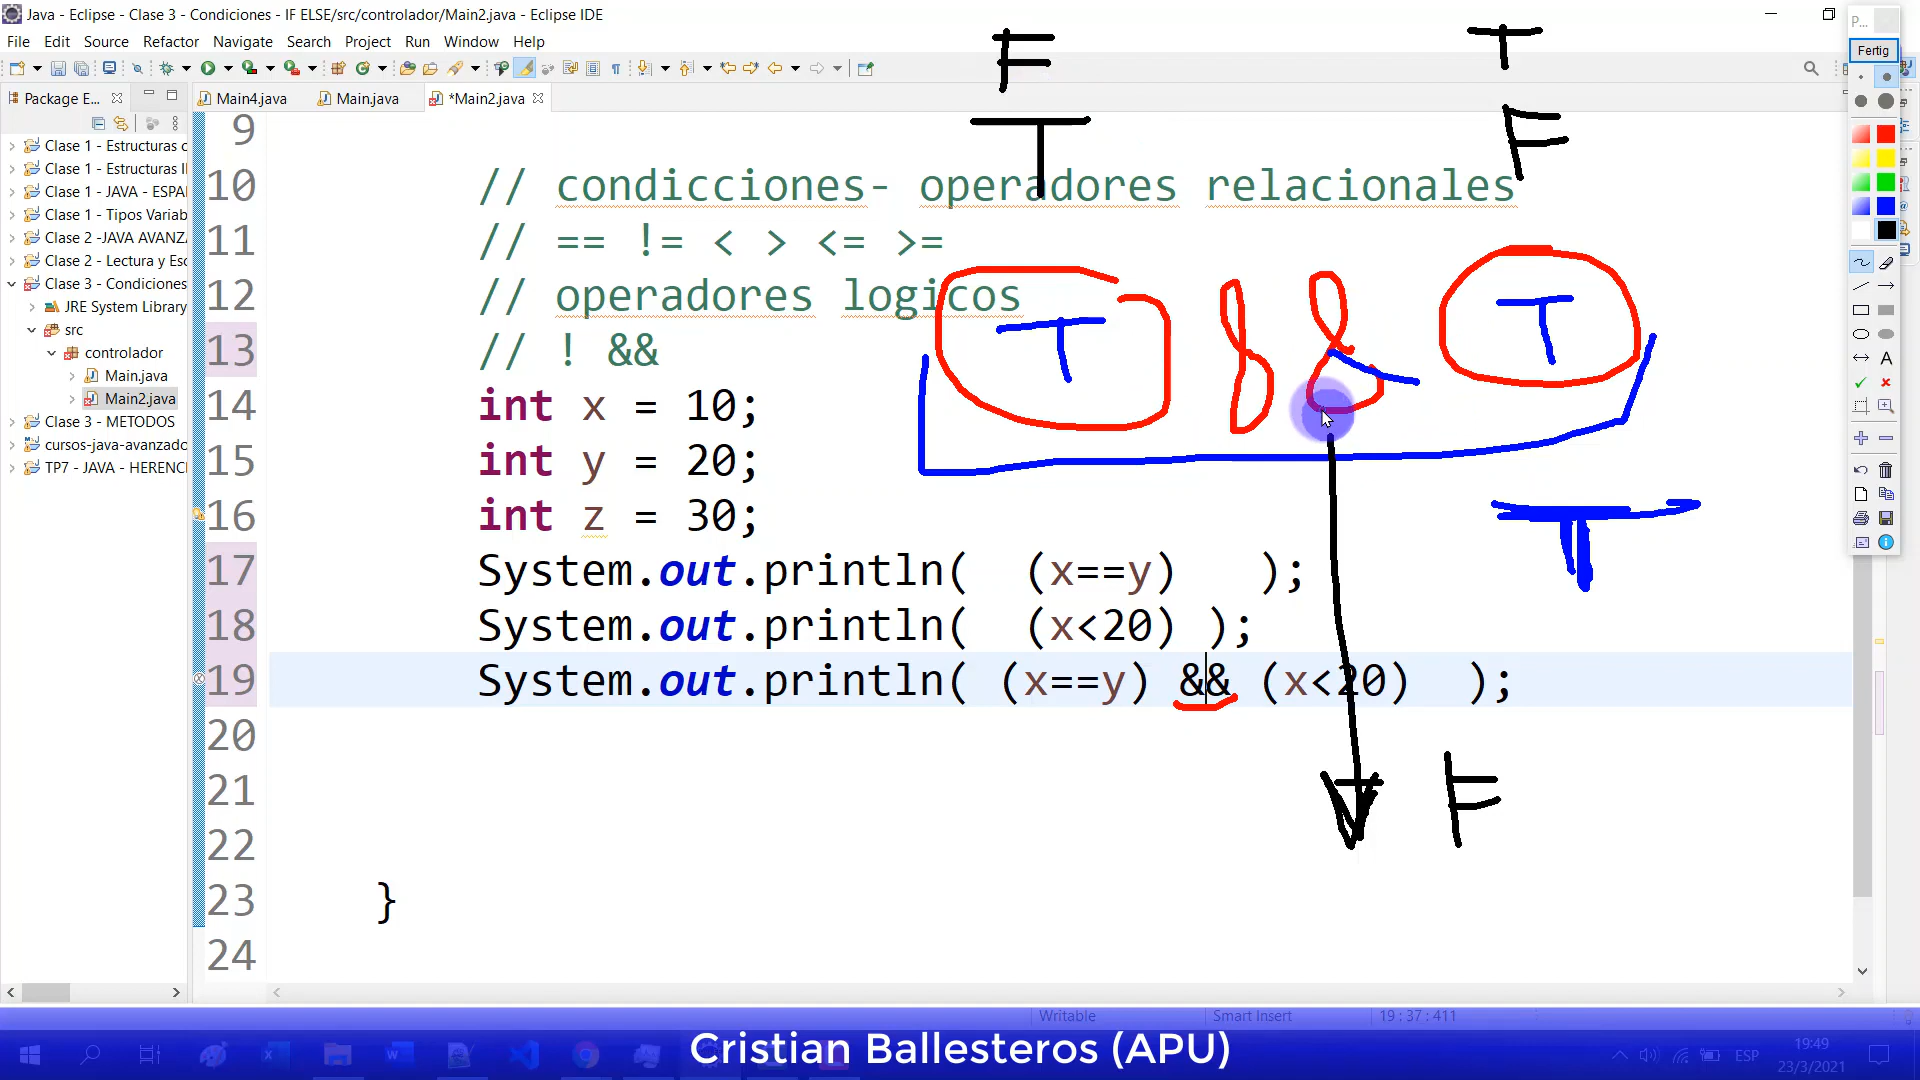 Java - Eclipse - Clase 3 - Condiciones - IF ELSE/src/controlador/Main2.java - Eclipse IDE
File Edit Source Refactor Navigate Search Project Run Window Help
P...
Fertig
Package E...
Main4.java
Main.java
*Main2.java
F
T
T
F
Clase 1 - Estructuras c
Clase 1 - Estructuras I
Clase 1 - JAVA - ESPA
Clase 1 - Tipos Variab
Clase 2 -JAVA AVANZA
Clase 2 - Lectura y Esc
Clase 3 - Condiciones
JRE System Library
src
controlador
Main.java
Main2.java
Clase 3 - METODOS
cursos-java-avanzado
TP7 - JAVA - HERENC
9
10 // condicciones- operadores relacionales
11 // == != < > <= >=
12 // operadores logicos
13 // ! &&
14 int x = 10;
15 int y = 20;
16 int z = 30;
17 System.out.println( (x==y) );
18 System.out.println( (x<20) );
19 System.out.println( (x==y) && (x<20) );
20
21
22
23 }
24
T && T
T
F
A
Writable Smart Insert 19 : 37 : 411
Cristian Ballesteros (APU)
ESP
19:49
23/3/2021